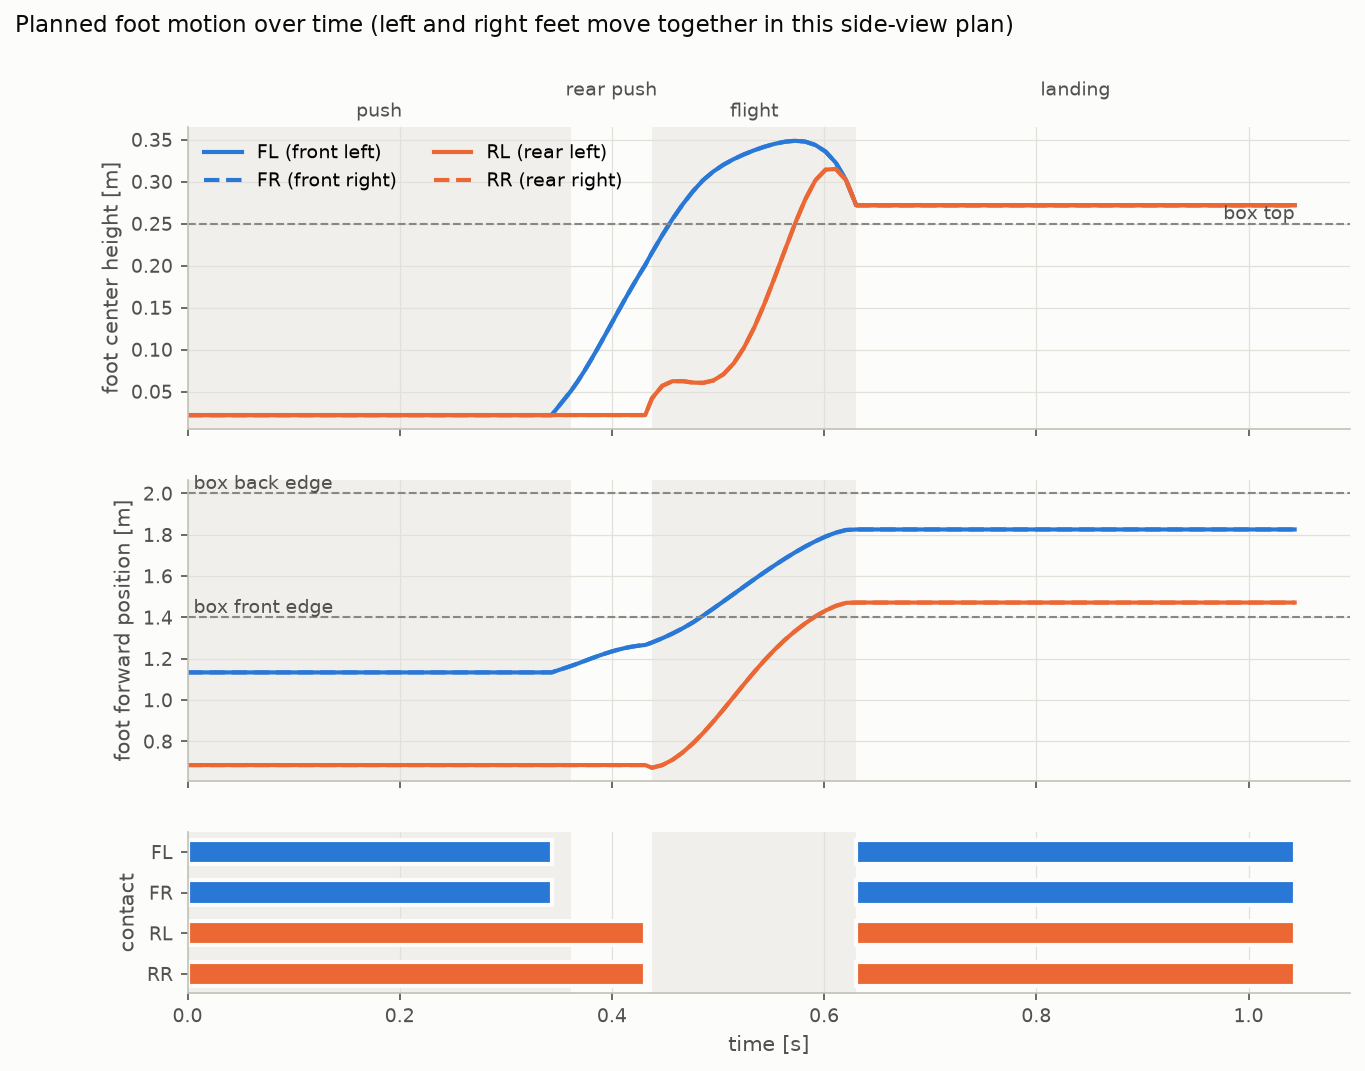 Planned foot motion over time (left and right feet move together in this side-view plan)
push
rear push
flight
landing
foot center height [m]
0.35
0.30
0.25
0.20
0.15
0.10
0.05
FL (front left)
FR (front right)
RL (rear left)
RR (rear right)
box top
foot forward position [m]
2.0
1.8
1.6
1.4
1.2
1.0
0.8
box back edge
box front edge
contact
FL
FR
RL
RR
0.0
0.2
0.4
0.6
0.8
1.0
time [s]